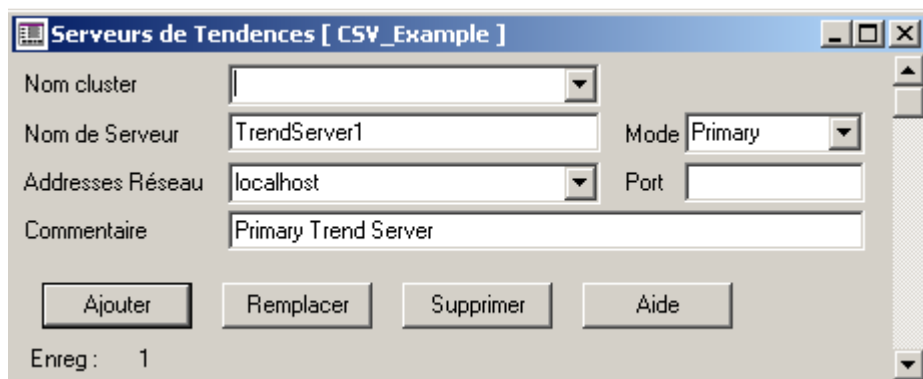 Serveurs de Tendences [ CSV_Example ]
Nom cluster
Nom de Serveur TrendServer1 Mode Primary
Addresses Réseau localhost Port
Commentaire Primary Trend Server
Ajouter Remplacer Supprimer Aide
Enreg : 1